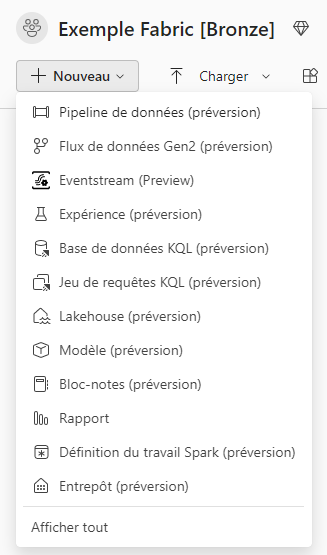 Exemple Fabric [Bronze]
Nouveau
Charger
Pipeline de données (préversion)
Flux de données Gen2 (préversion)
Eventstream (Preview)
Expérience (préversion)
Base de données KQL (préversion)
Jeu de requêtes KQL (préversion)
Lakehouse (préversion)
Modèle (préversion)
Bloc-notes (préversion)
Rapport
Définition du travail Spark (préversion)
Entrepôt (préversion)
Afficher tout